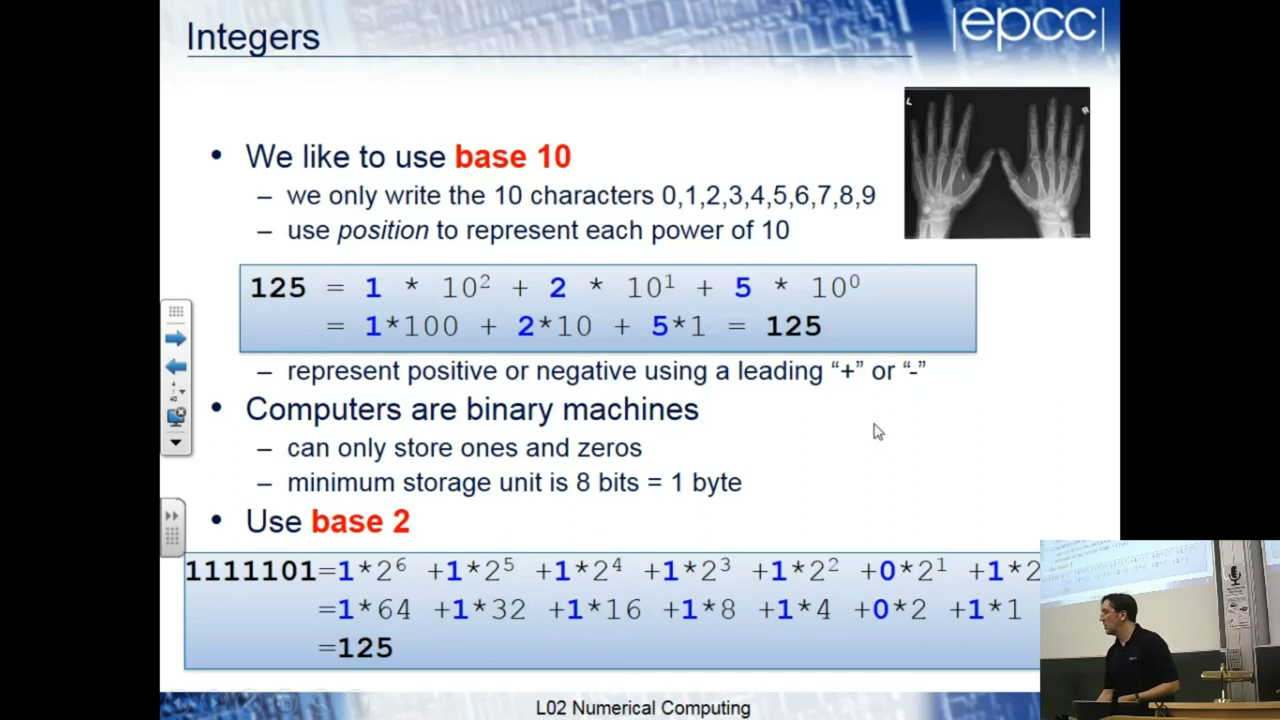 Integers
|epcc|
L
R
• We like to use base 10
– we only write the 10 characters 0,1,2,3,4,5,6,7,8,9
– use position to represent each power of 10
125 = 1 * 10² + 2 * 10¹ + 5 * 10⁰
= 1*100 + 2*10 + 5*1 = 125
– represent positive or negative using a leading “+” or “-”
• Computers are binary machines
– can only store ones and zeros
– minimum storage unit is 8 bits = 1 byte
• Use base 2
1111101=1*2⁶ +1*2⁵ +1*2⁴ +1*2³ +1*2² +0*2¹ +1*2
=1*64 +1*32 +1*16 +1*8 +1*4 +0*2 +1*1
=125
L02 Numerical Computing